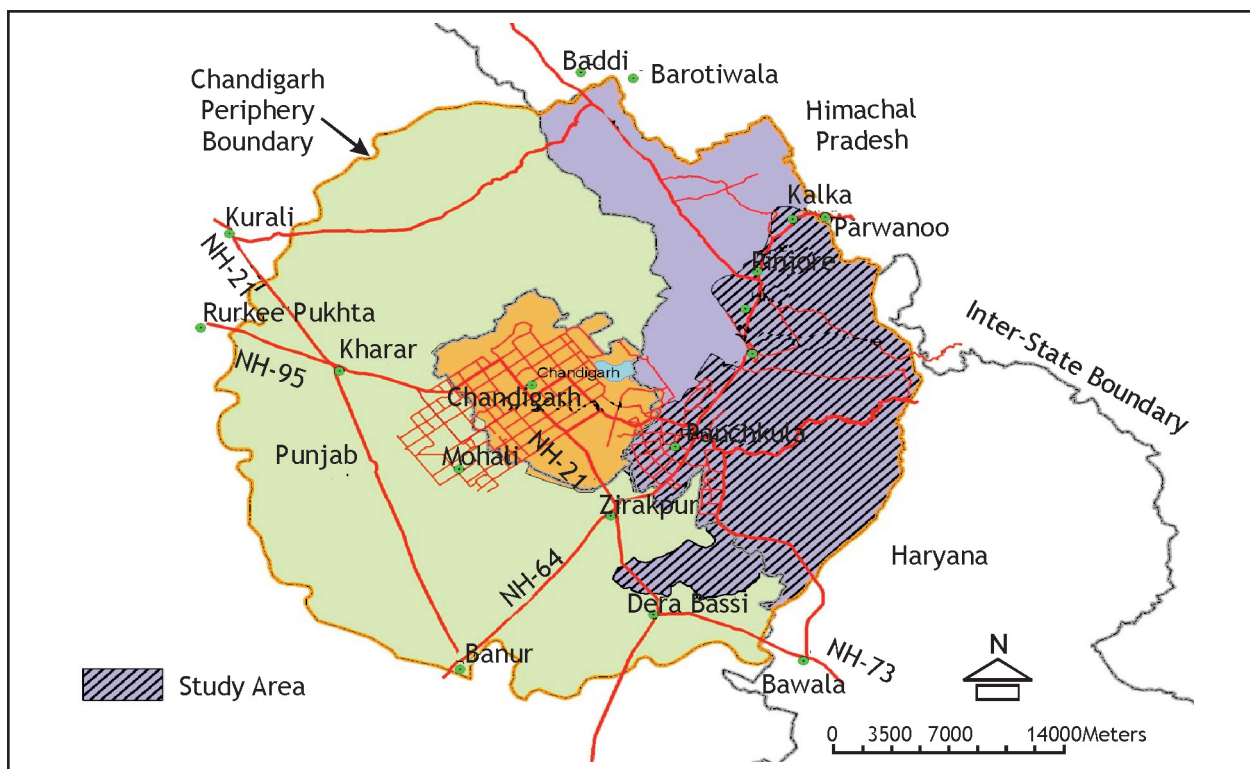 Baddi
Barotiwala
Chandigarh
Periphery
Boundary
Himachal
Pradesh
Kalka
Parwanoo
Kurali
NH-21
Pinjore
Rurkee Pukhta
Inter-State Boundary
Kharar
NH-95
Chandigarh
Chandigarh
Panchkula
Punjab
Mohali
NH-21
Zirakpur
Haryana
NH-64
Dera Bassi
Banur
NH-73
Bawala
N
Study Area
0 3500 7000 14000Meters